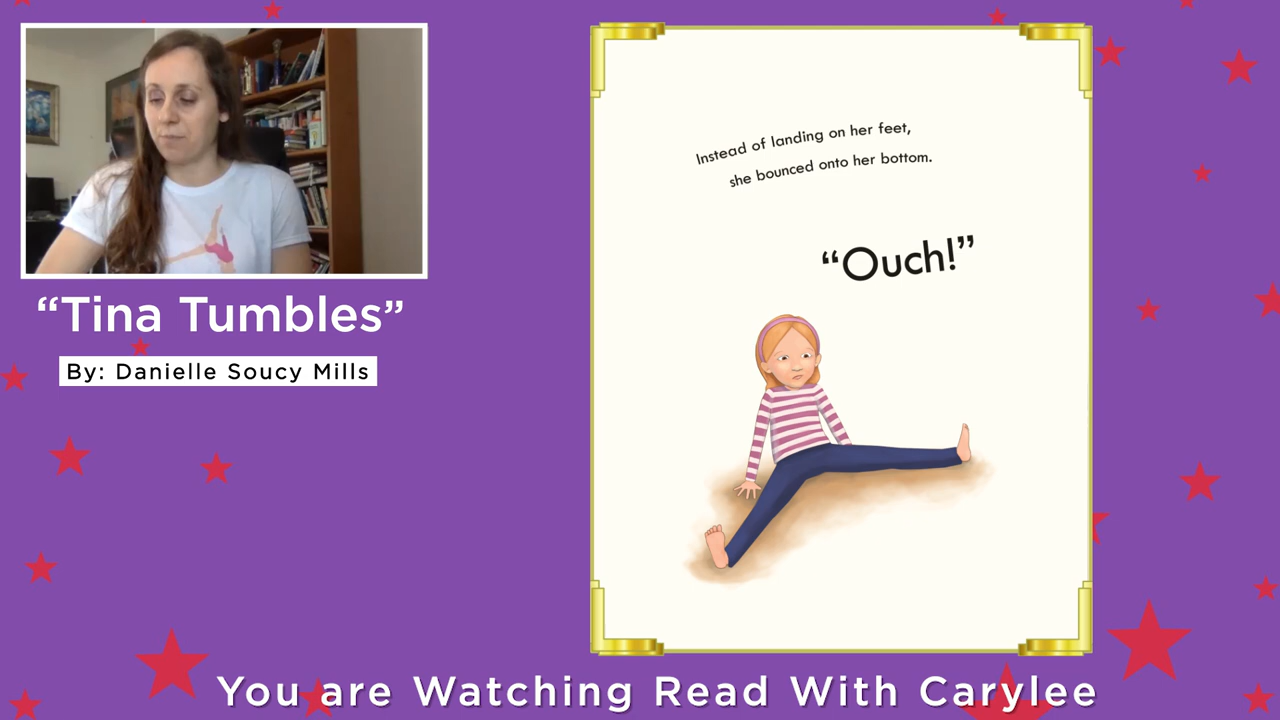 “Tina Tumbles”
By: Danielle Soucy Mills
Instead of landing on her feet,
she bounced onto her bottom.
“Ouch!”
You are Watching Read With Carylee